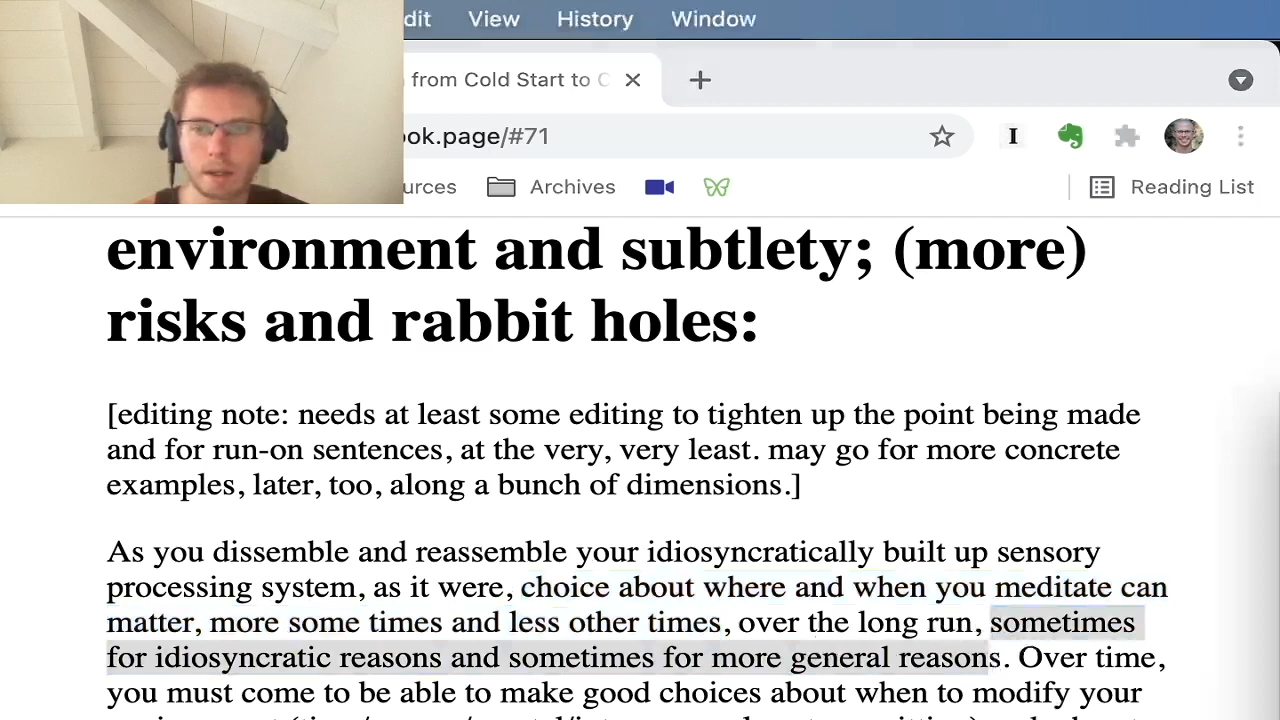 dit View History Window
from Cold Start to C
ook.page/#71
urces Archives Reading List
environment and subtlety; (more)
risks and rabbit holes:
[editing note: needs at least some editing to tighten up the point being made
and for run-on sentences, at the very, very least. may go for more concrete
examples, later, too, along a bunch of dimensions.]
As you dissemble and reassemble your idiosyncratically built up sensory
processing system, as it were, choice about where and when you meditate can
matter, more some times and less other times, over the long run, sometimes
for idiosyncratic reasons and sometimes for more general reasons. Over time,
you must come to be able to make good choices about when to modify your